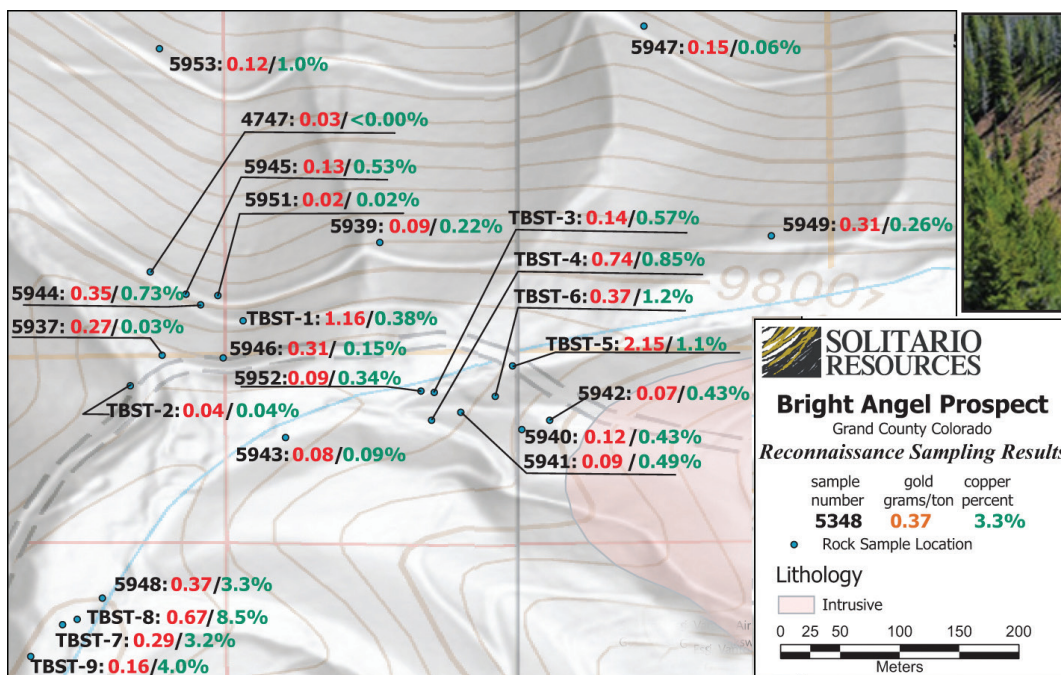 5953: 0.12/1.0%
5947: 0.15/0.06%
4747: 0.03/<0.00%
5945: 0.13/0.53%
5951: 0.02/0.02%
5939: 0.09/0.22%
TBST-3: 0.14/0.57%
5949: 0.31/0.26%
TBST-4: 0.74/0.85%
TBST-6: 0.37/1.2%
9800
5944: 0.35/0.73%
5937: 0.27/0.03%
TBST-1: 1.16/0.38%
5946: 0.31/ 0.15%
TBST-5: 2.15/1.1%
5952: 0.09/0.34%
5942: 0.07/0.43%
TBST-2: 0.04/0.04%
5940: 0.12 /0.43%
5943: 0.08/0.09%
5941: 0.09 /0.49%
5948: 0.37/3.3%
TBST-8: 0.67/8.5%
TBST-7: 0.29/3.2%
TBST-9: 0.16/4.0%
SOLITARIO
RESOURCES
Bright Angel Prospect
Grand County Colorado
Reconnaissance Sampling Results
sample gold copper
number grams/ton percent
5348 0.37 3.3%
Rock Sample Location
Lithology
Intrusive
0 25 50 100 150 200
Meters